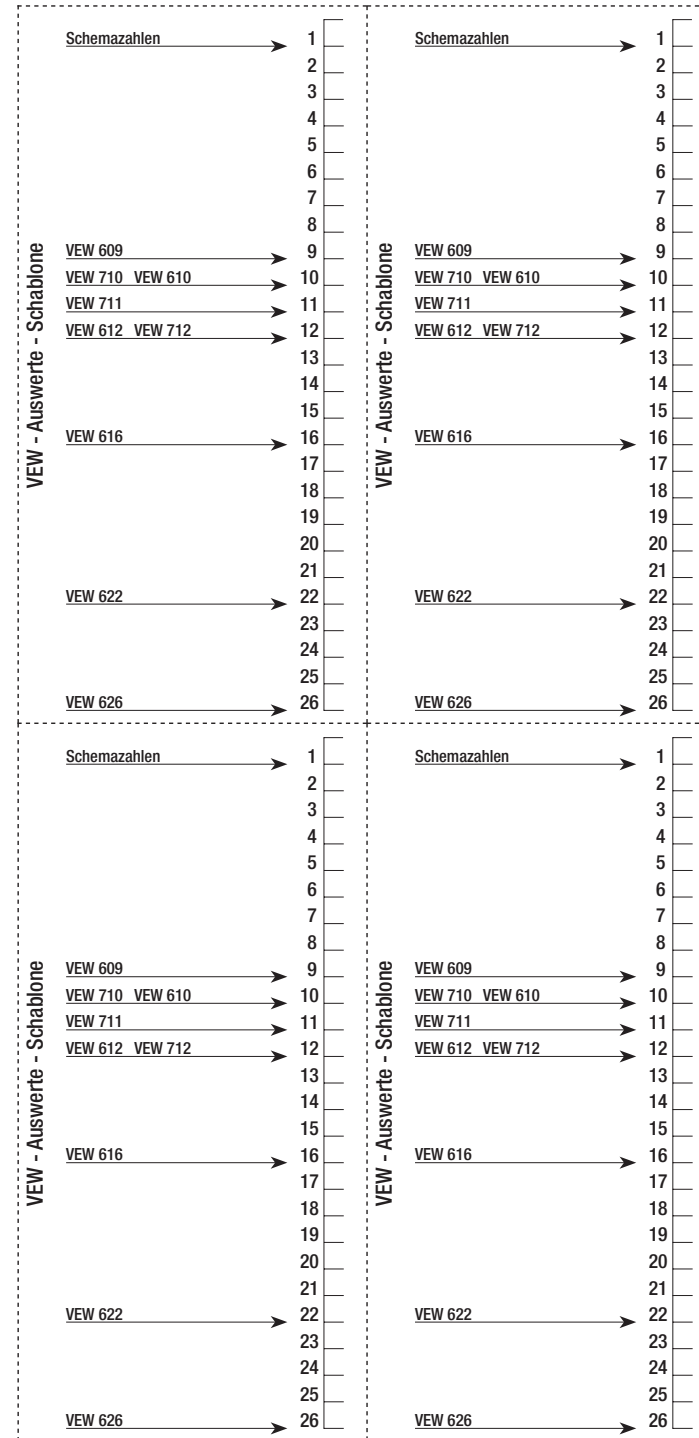 VEW - Auswerte - Schablone
Schemazahlen 1
2
3
4
5
6
7
8
VEW 609 9
VEW 710 VEW 610 10
VEW 711 11
VEW 612 VEW 712 12
13
14
15
VEW 616 16
17
18
19
20
21
VEW 622 22
23
24
25
VEW 626 26
VEW - Auswerte - Schablone
Schemazahlen 1
2
3
4
5
6
7
8
VEW 609 9
VEW 710 VEW 610 10
VEW 711 11
VEW 612 VEW 712 12
13
14
15
VEW 616 16
17
18
19
20
21
VEW 622 22
23
24
25
VEW 626 26
VEW - Auswerte - Schablone
Schemazahlen 1
2
3
4
5
6
7
8
VEW 609 9
VEW 710 VEW 610 10
VEW 711 11
VEW 612 VEW 712 12
13
14
15
VEW 616 16
17
18
19
20
21
VEW 622 22
23
24
25
VEW 626 26
VEW - Auswerte - Schablone
Schemazahlen 1
2
3
4
5
6
7
8
VEW 609 9
VEW 710 VEW 610 10
VEW 711 11
VEW 612 VEW 712 12
13
14
15
VEW 616 16
17
18
19
20
21
VEW 622 22
23
24
25
VEW 626 26